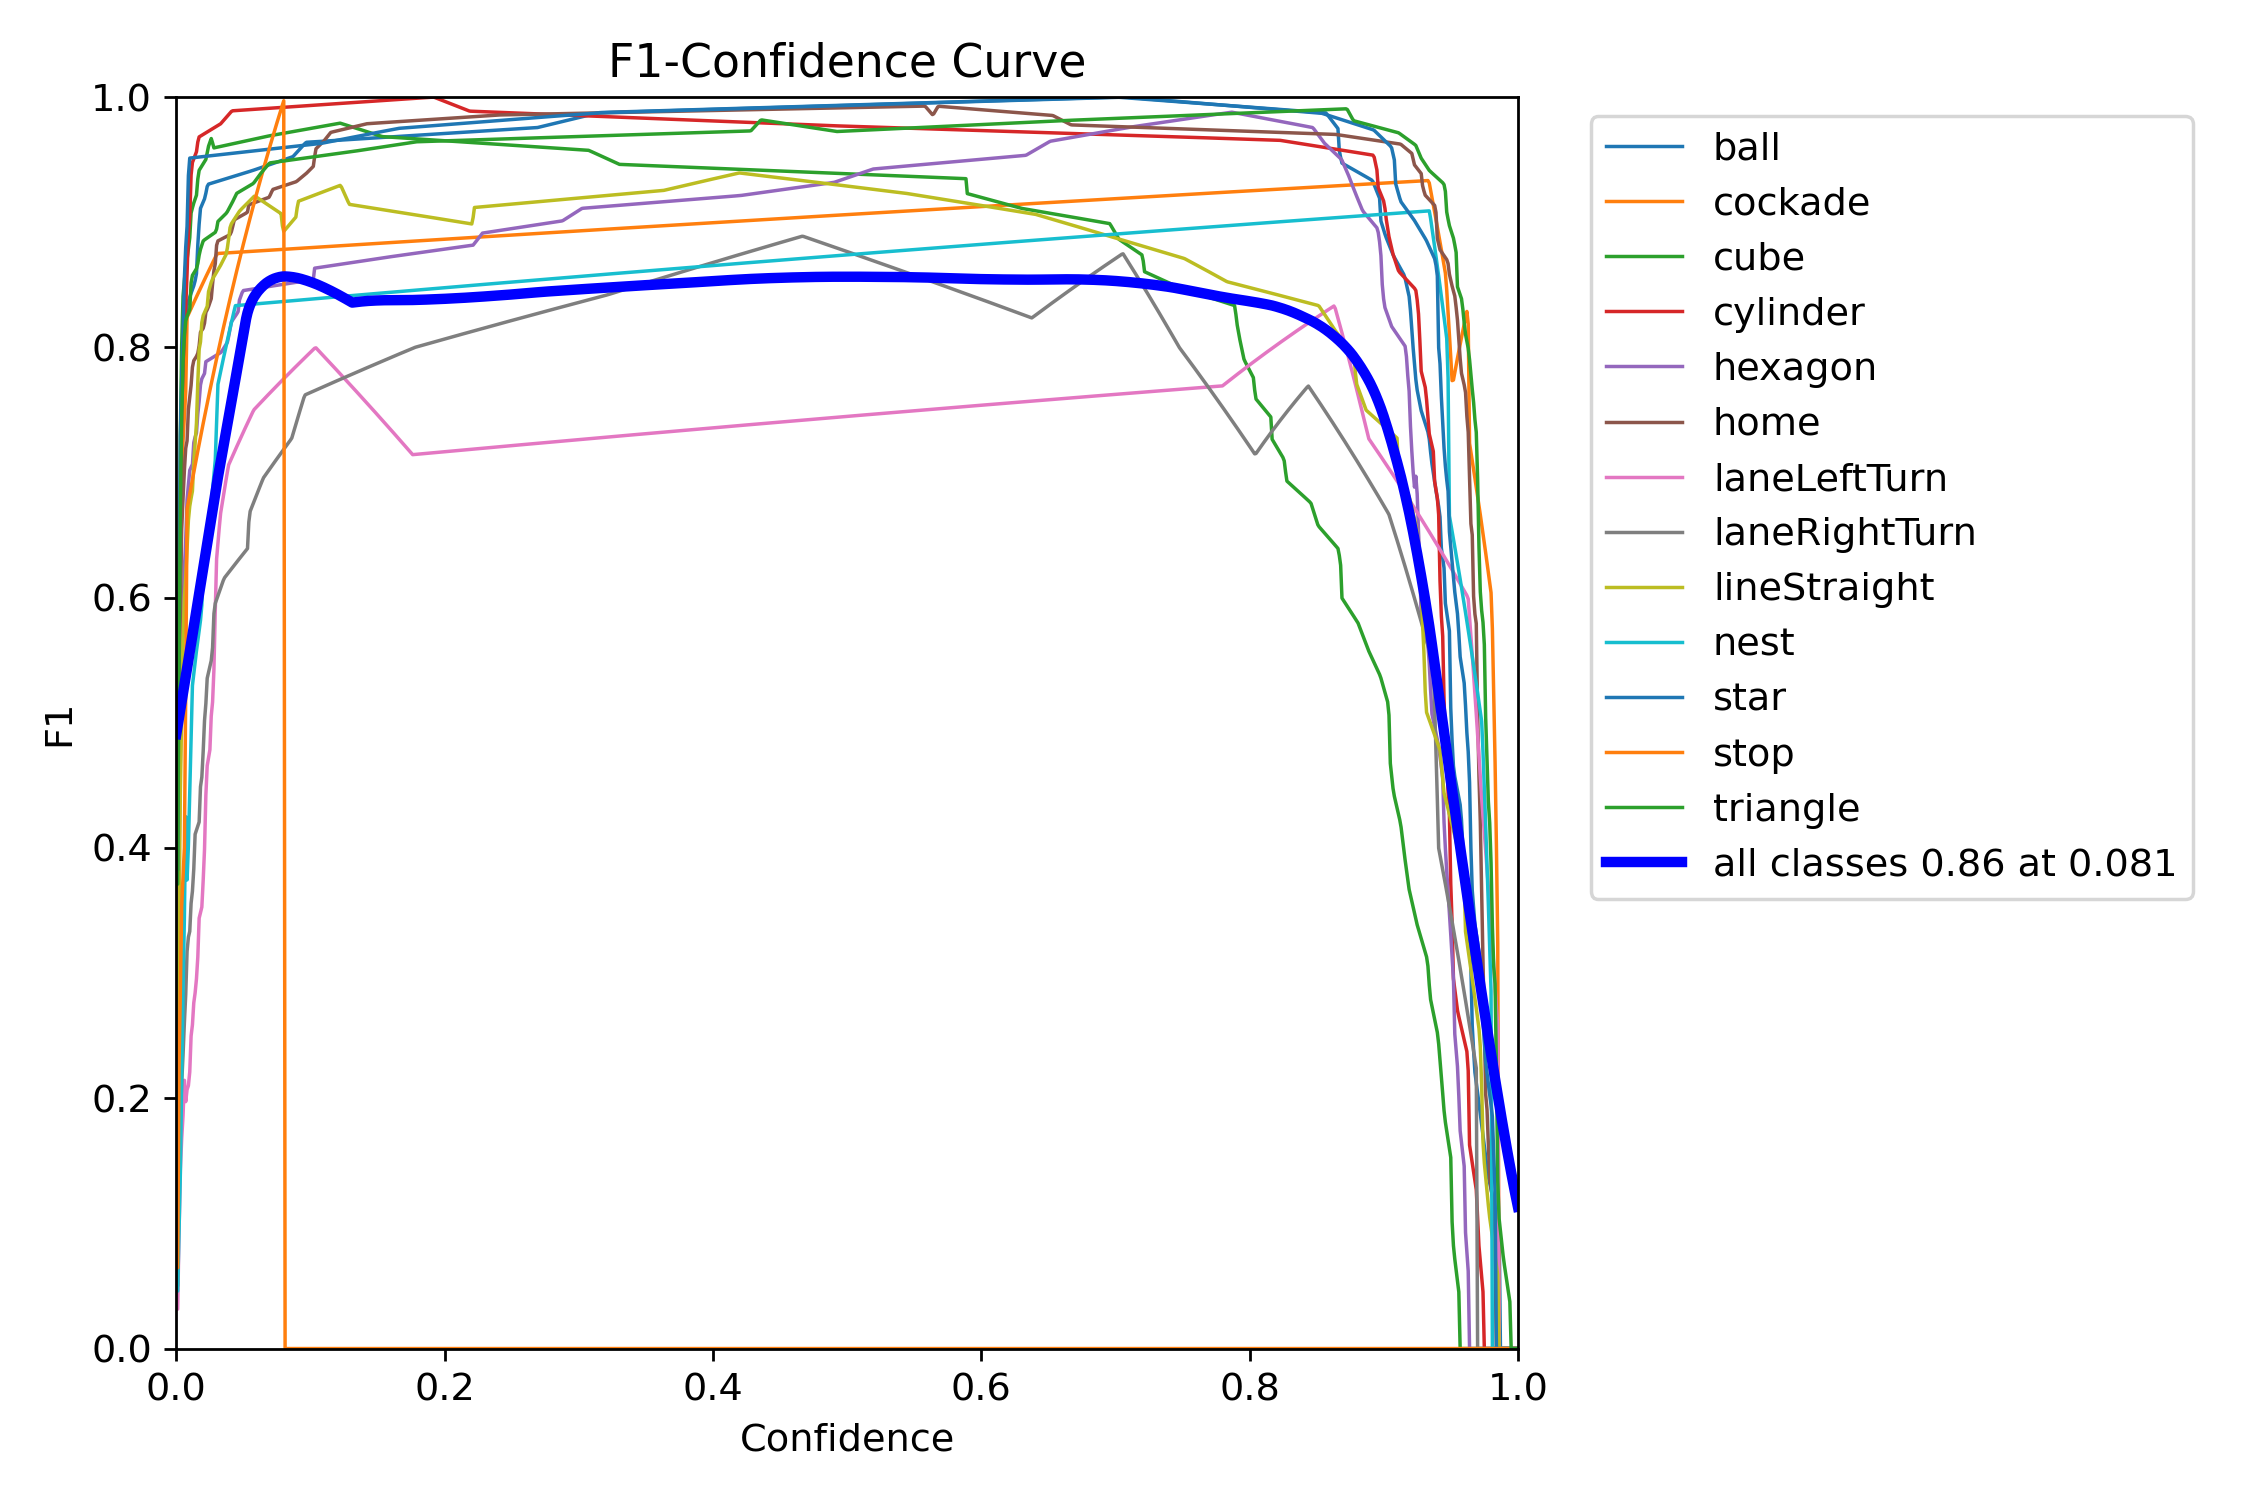 F1-Confidence Curve
1.0
0.8
0.6
0.4
0.2
0.0
F1
0.0 0.2 0.4 0.6 0.8 1.0
Confidence
ball
cockade
cube
cylinder
hexagon
home
laneLeftTurn
laneRightTurn
lineStraight
nest
star
stop
triangle
all classes 0.86 at 0.081